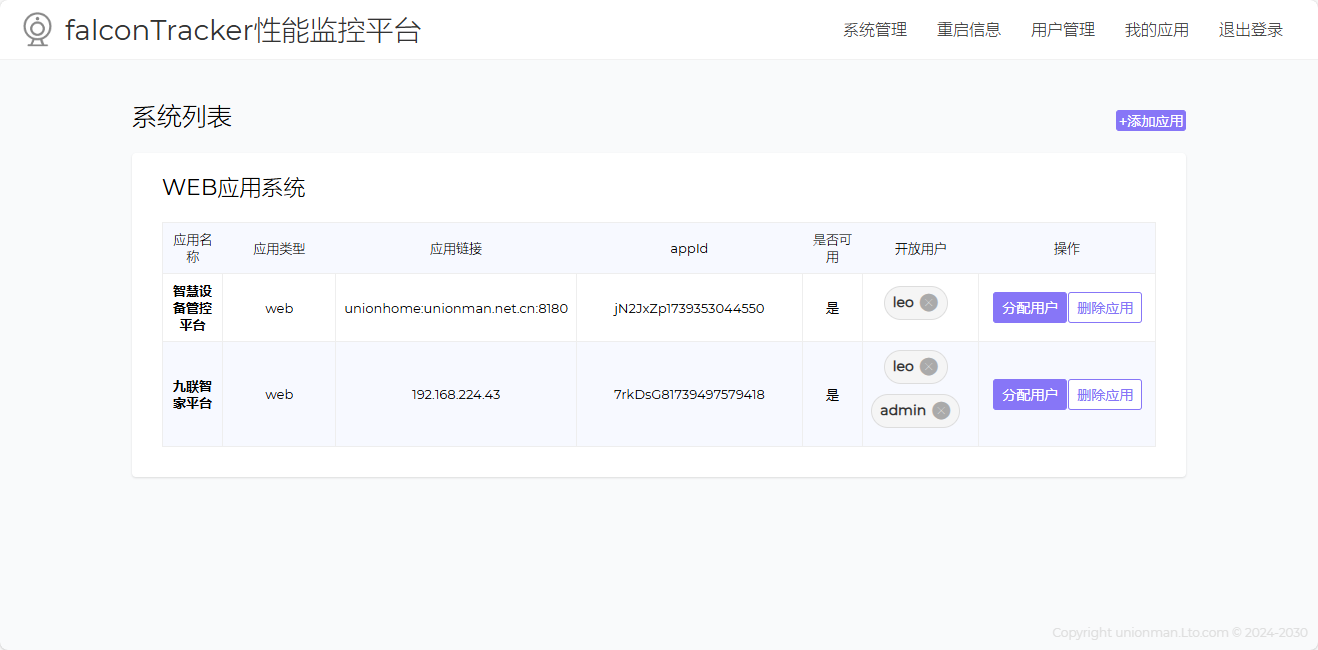 falconTracker性能监控平台
系统管理 重启信息 用户管理 我的应用 退出登录
系统列表
+添加应用
WEB应用系统
应用名称 应用类型 应用链接 appId 是否可用 开放用户 操作
智慧设备管控平台 web unionhome:unionman.net.cn:8180 jN2JxZp1739353044550 是 leo 分配用户 删除应用
九联智家平台 web 192.168.224.43 7rkDsG81739497579418 是 leo admin 分配用户 删除应用
Copyright unionman.Lto.com © 2024-2030